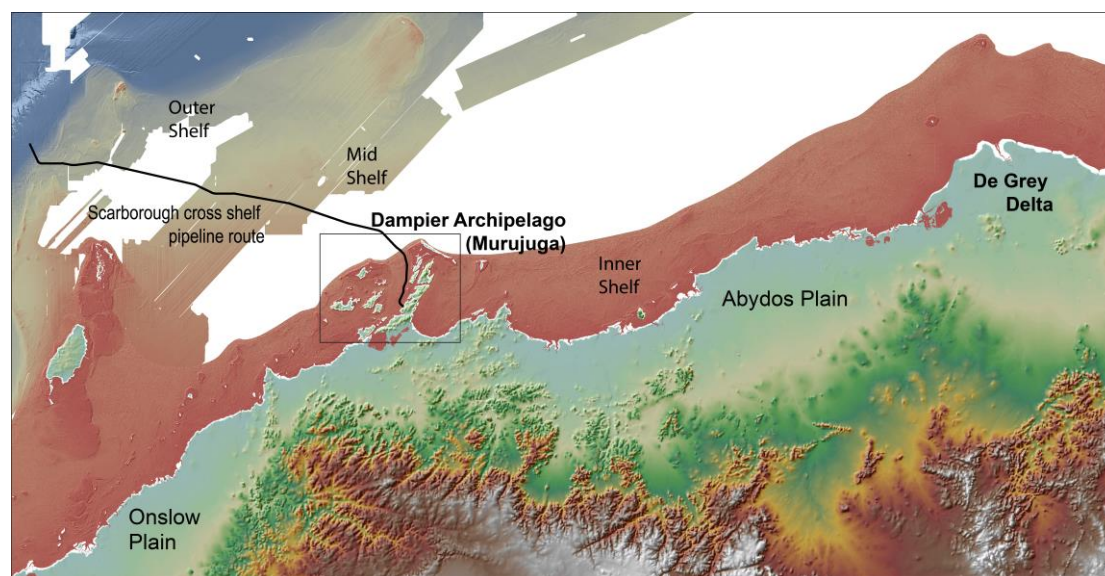 Outer
Shelf
Mid
Shelf
Scarborough cross shelf
pipeline route
Dampier Archipelago
(Murujuga)
Inner
Shelf
De Grey
Delta
Abydos Plain
Onslow
Plain